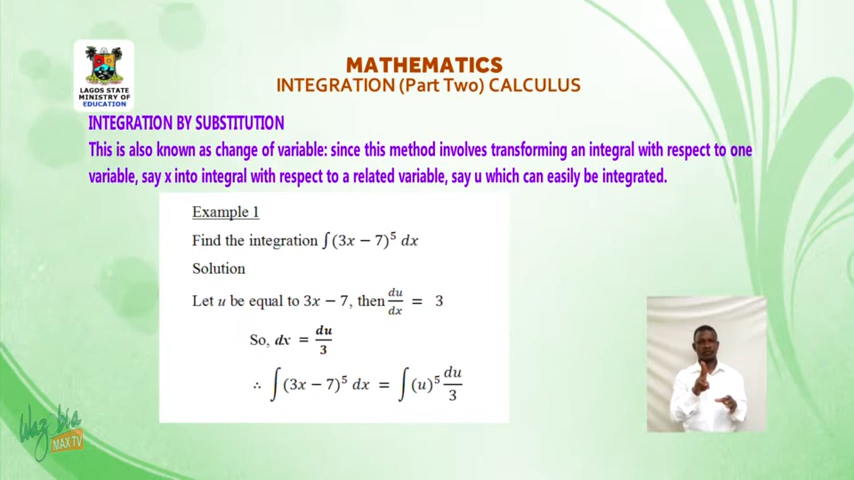 MATHEMATICS
INTEGRATION (Part Two) CALCULUS
LAGOS STATE
MINISTRY OF
EDUCATION
INTEGRATION BY SUBSTITUTION
This is also known as change of variable: since this method involves transforming an integral with respect to one
variable, say x into integral with respect to a related variable, say u which can easily be integrated.
Example 1
Find the integration ∫(3x − 7)⁵ dx
Solution
Let u be equal to 3x − 7, then du/dx = 3
So, dx = du/3
∴ ∫(3x − 7)⁵ dx = ∫(u)⁵ du/3
Wazobia
MAX TV